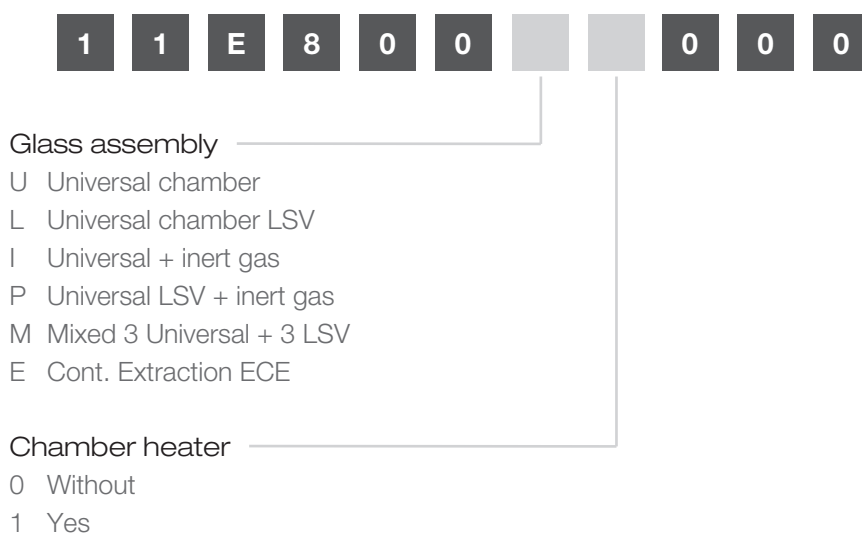 1 1 E 8 0 0 0 0 0
Glass assembly
U Universal chamber
L Universal chamber LSV
I Universal + inert gas
P Universal LSV + inert gas
M Mixed 3 Universal + 3 LSV
E Cont. Extraction ECE
Chamber heater
0 Without
1 Yes